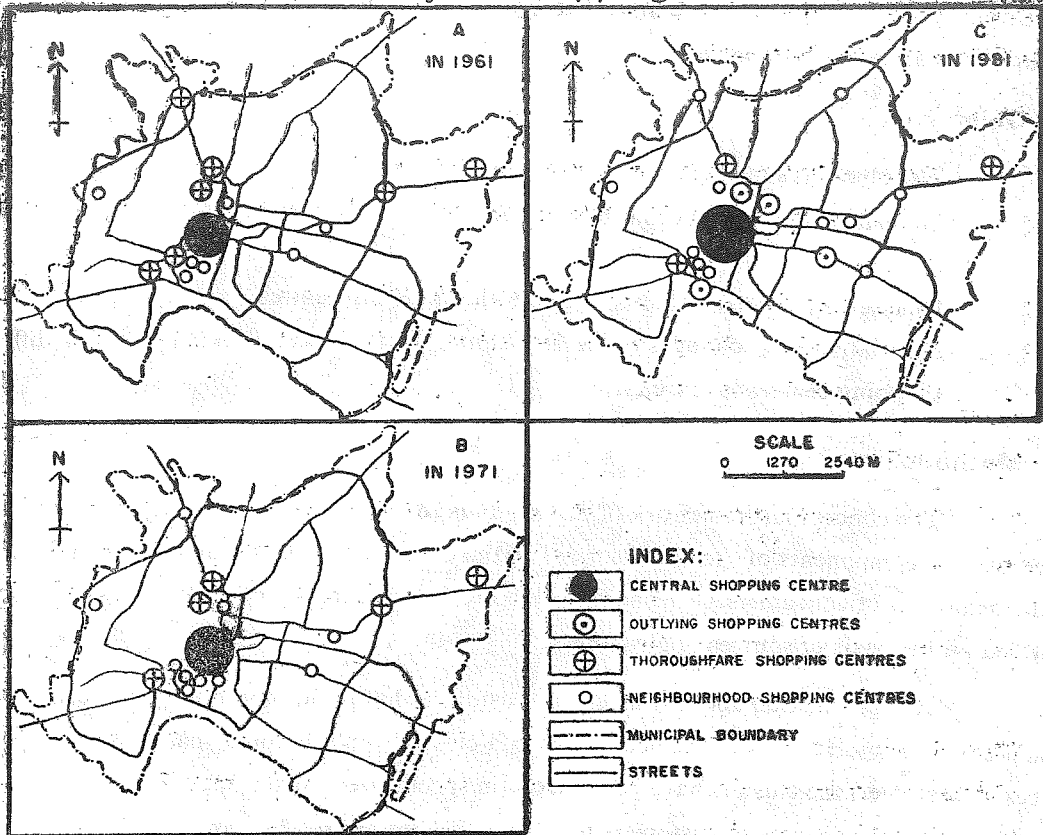 N
A
IN 1961
N
C
IN 1981
N
B
IN 1971
SCALE
0 1270 2540 M
INDEX:
CENTRAL SHOPPING CENTRE
OUTLYING SHOPPING CENTRES
THOROUGHFARE SHOPPING CENTRES
NEIGHBOURHOOD SHOPPING CENTRES
MUNICIPAL BOUNDARY
STREETS